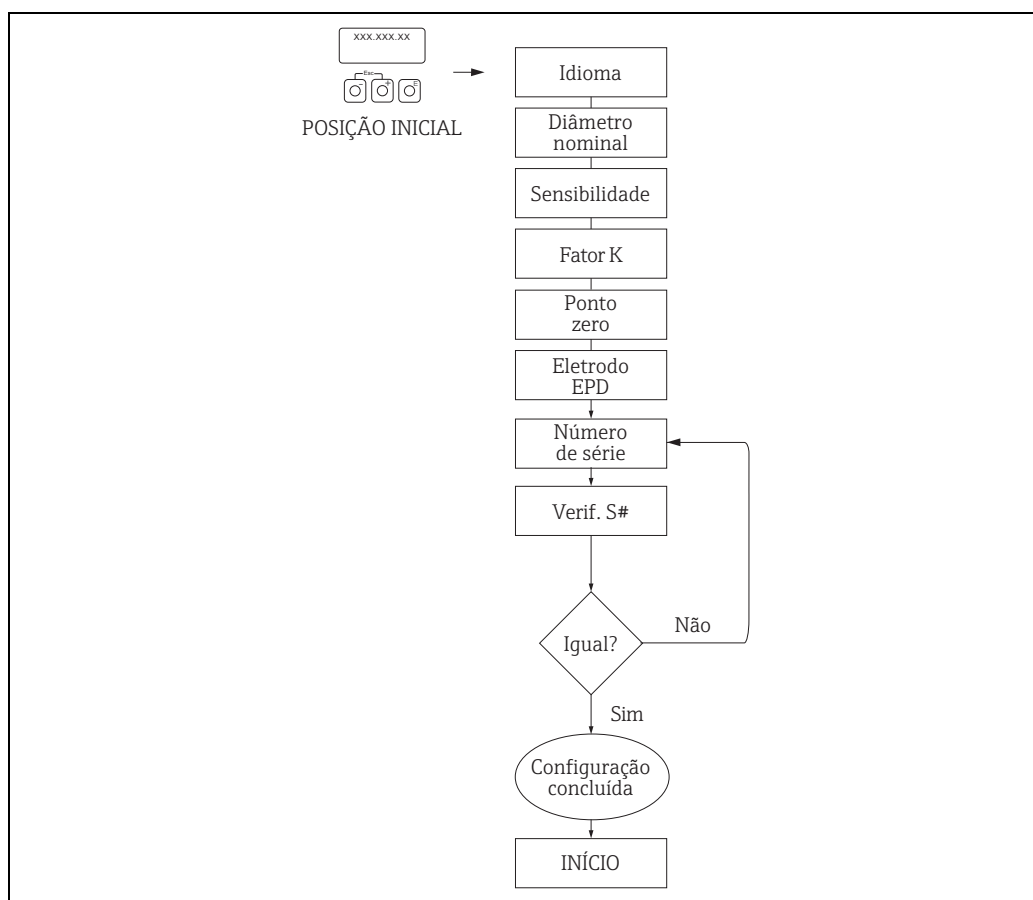 XXX.XXX.XX
Esc
- + E
POSIÇÃO INICIAL
Idioma
Diâmetro
nominal
Sensibilidade
Fator K
Ponto
zero
Eletrodo
EPD
Número
de série
Verif. S#
Igual?
Não
Sim
Configuração
concluída
INÍCIO